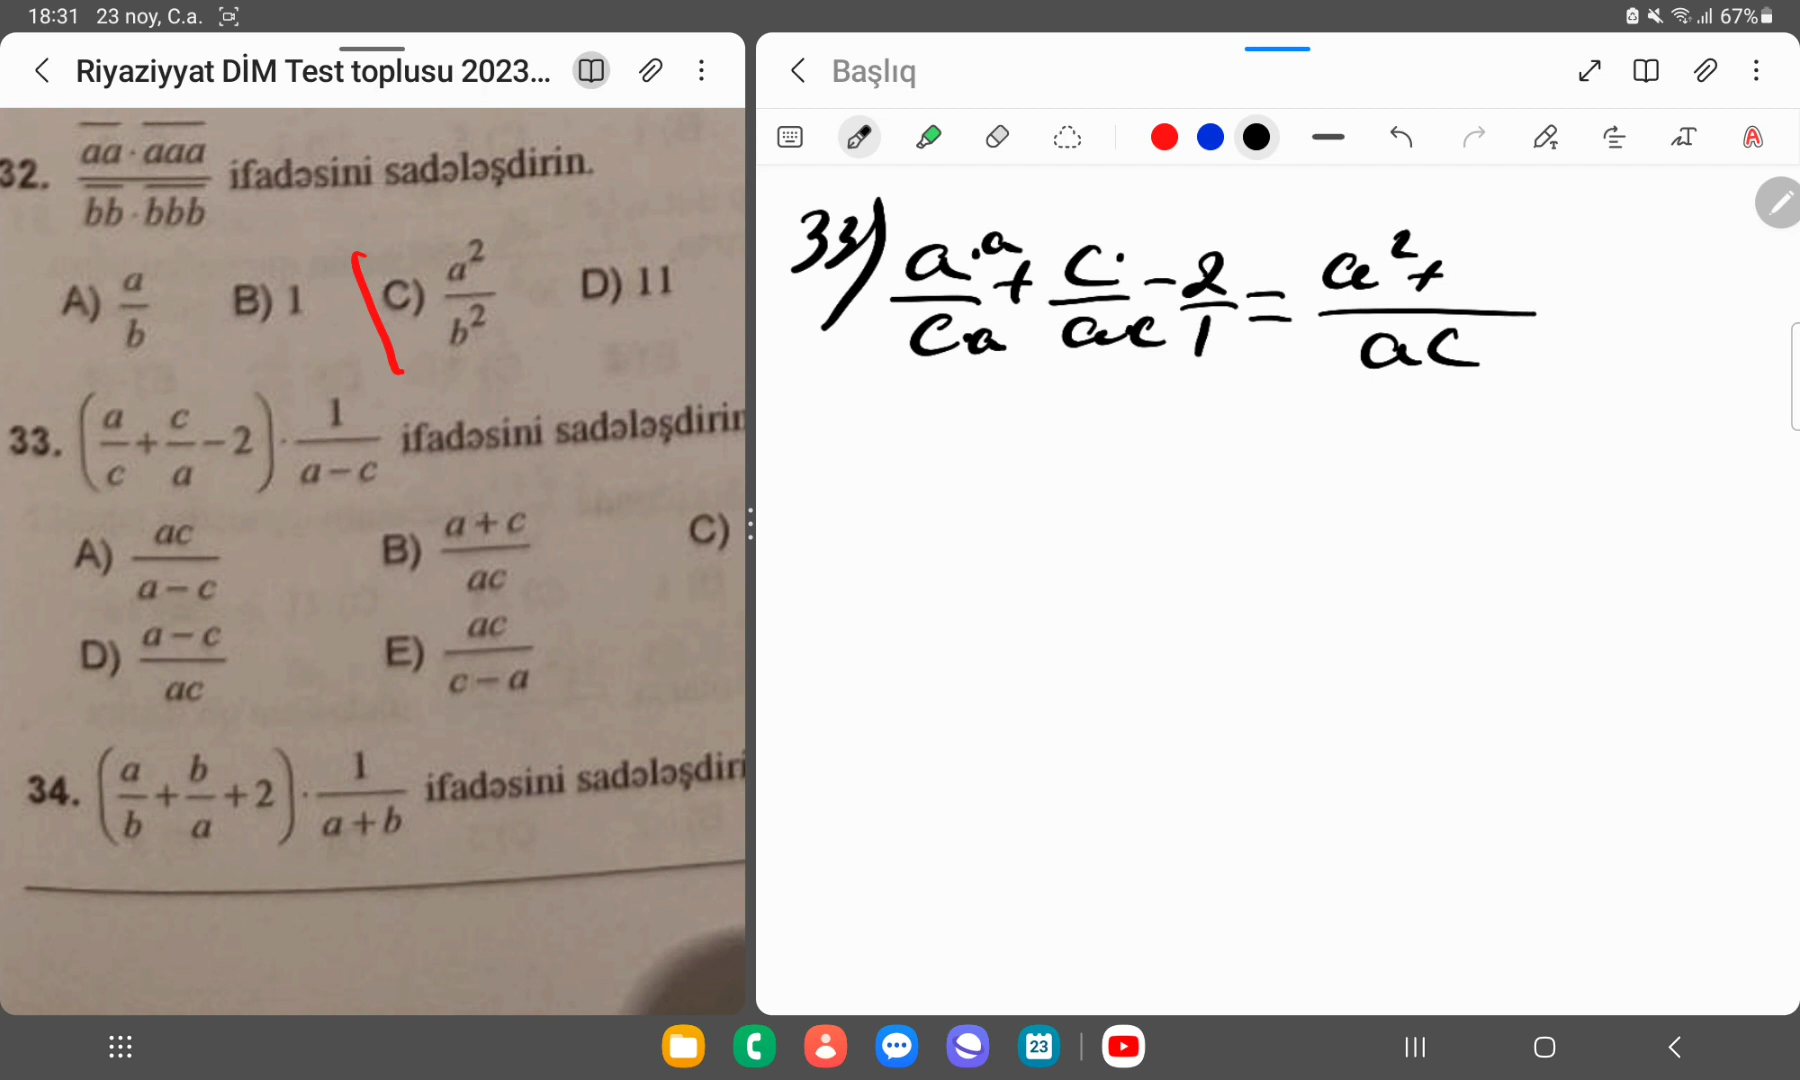 18:31 23 noy, C.a. 67%
Riyaziyyat DİM Test toplusu 2023...
32. (aa · aaa)/(bb · bbb) ifadəsini sadələşdirin.
A) a/b B) 1 C) a²/b² D) 11
33. (a/c + c/a − 2) · 1/(a − c) ifadəsini sadələşdirin
A) ac/(a − c) B) (a + c)/ac C)
D) (a − c)/ac E) ac/(c − a)
34. (a/b + b/a + 2) · 1/(a + b) ifadəsini sadələşdiri
Başlıq
33) a·a/ca + c·/ac − 2/1 = a² + /ac
23